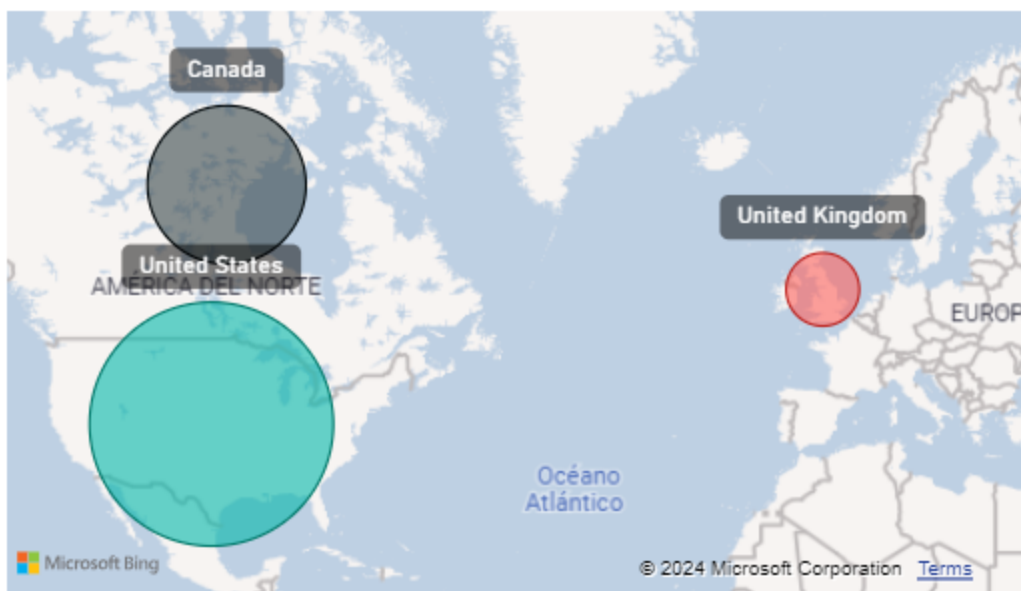 Canada
United Kingdom
United States
AMÉRICA DEL NORTE
EUROP
Océano
Atlántico
Microsoft Bing
© 2024 Microsoft Corporation Terms